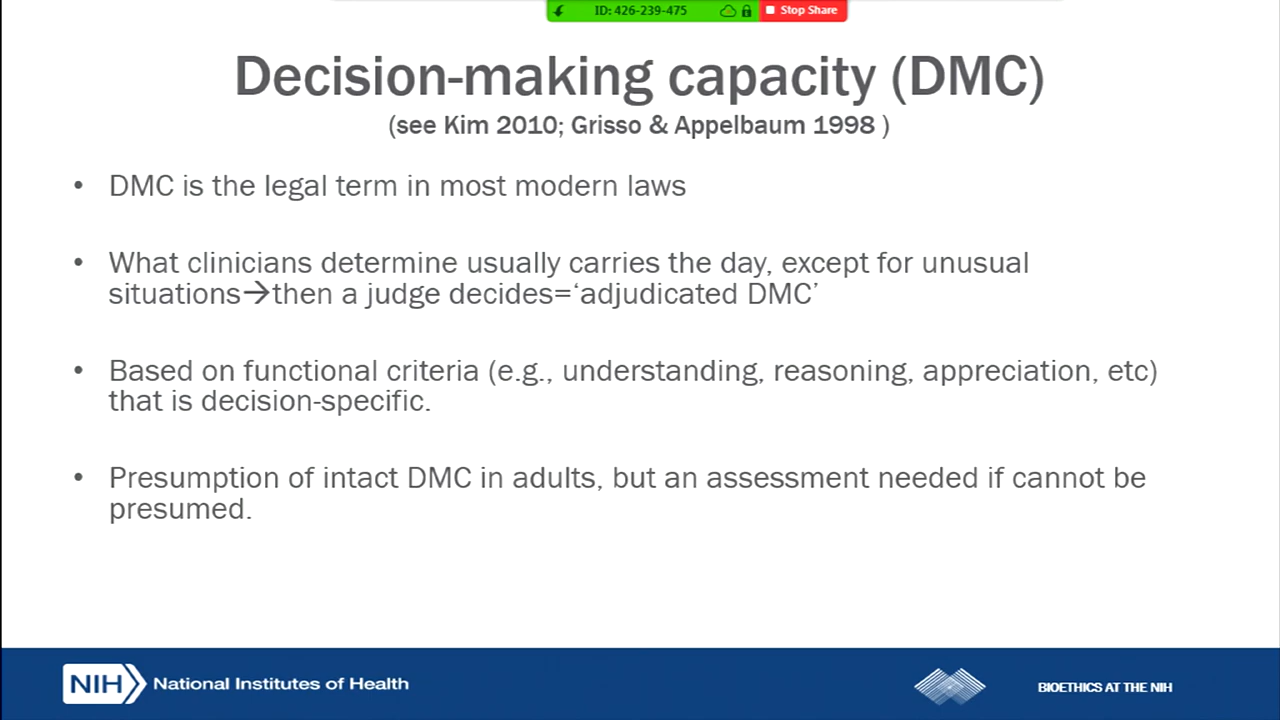 ID: 426-239-475
Stop Share
Decision-making capacity (DMC)
(see Kim 2010; Grisso & Appelbaum 1998 )
• DMC is the legal term in most modern laws
• What clinicians determine usually carries the day, except for unusual
situations→then a judge decides=‘adjudicated DMC’
• Based on functional criteria (e.g., understanding, reasoning, appreciation, etc)
that is decision-specific.
• Presumption of intact DMC in adults, but an assessment needed if cannot be
presumed.
NIH National Institutes of Health
BIOETHICS AT THE NIH